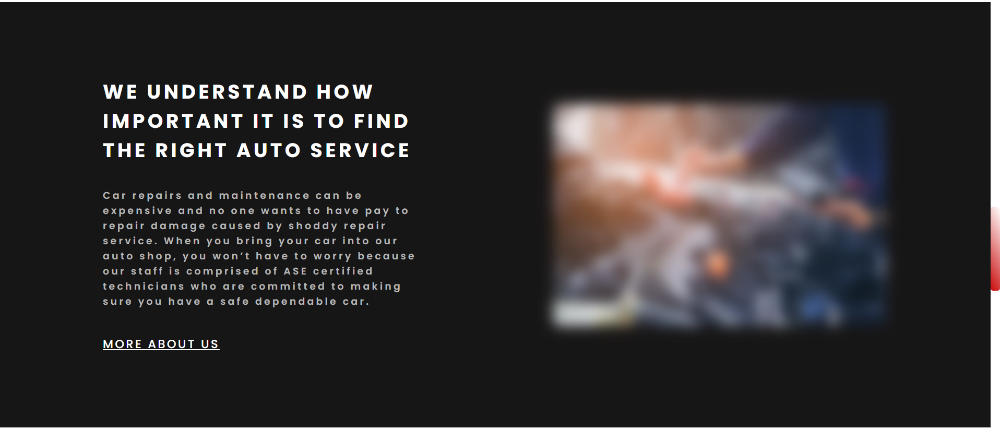 WE UNDERSTAND HOW
IMPORTANT IT IS TO FIND
THE RIGHT AUTO SERVICE
Car repairs and maintenance can be
expensive and no one wants to have pay to
repair damage caused by shoddy repair
service. When you bring your car into our
auto shop, you won’t have to worry because
our staff is comprised of ASE certified
technicians who are committed to making
sure you have a safe dependable car.
MORE ABOUT US